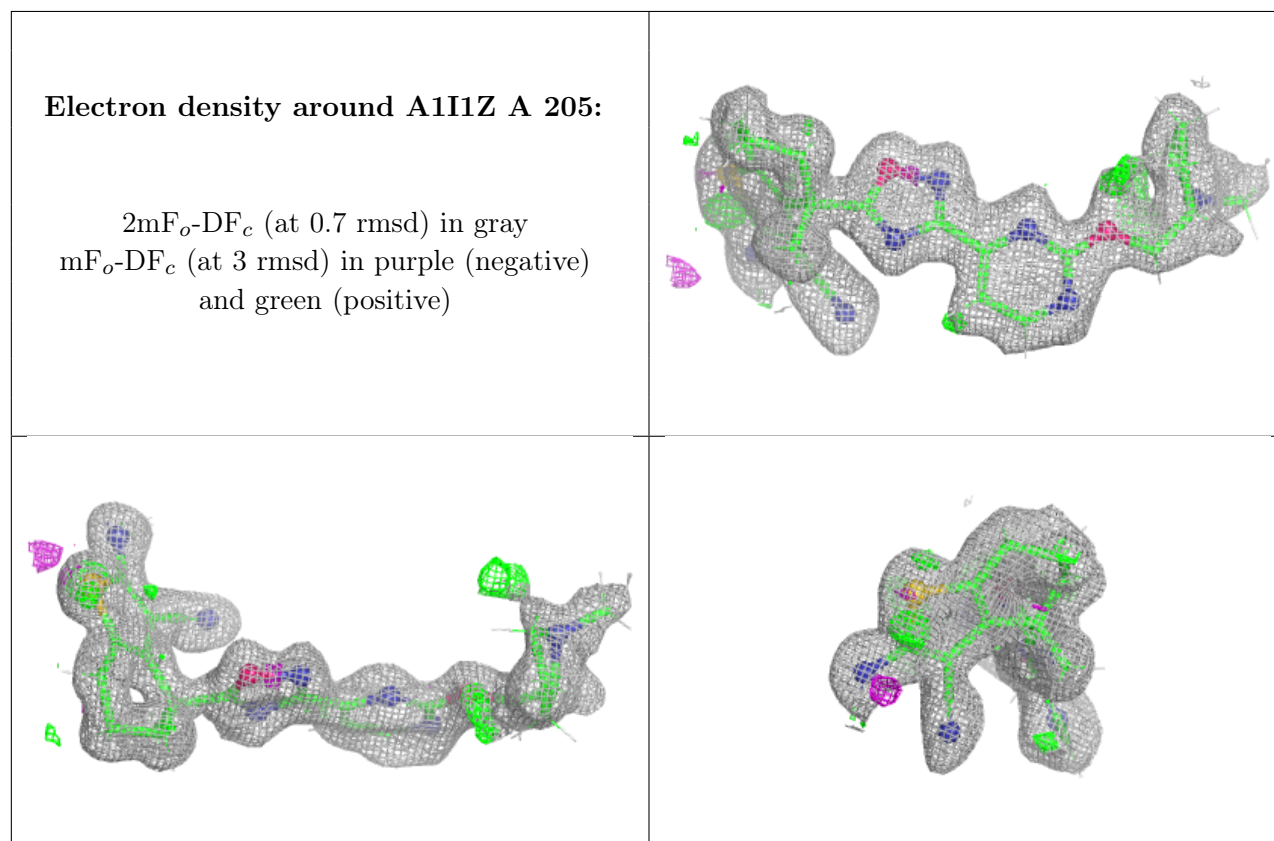 Electron density around A1I1Z A 205:
2mFo-DFc (at 0.7 rmsd) in gray
mFo-DFc (at 3 rmsd) in purple (negative)
and green (positive)